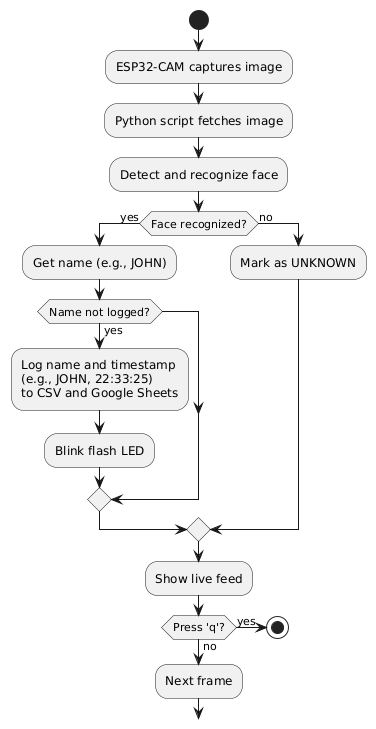 ESP32-CAM captures image
Python script fetches image
Detect and recognize face
Face recognized?
yes
no
Get name (e.g., JOHN)
Mark as UNKNOWN
Name not logged?
yes
Log name and timestamp
(e.g., JOHN, 22:33:25)
to CSV and Google Sheets
Blink flash LED
Show live feed
Press 'q'?
yes
no
Next frame